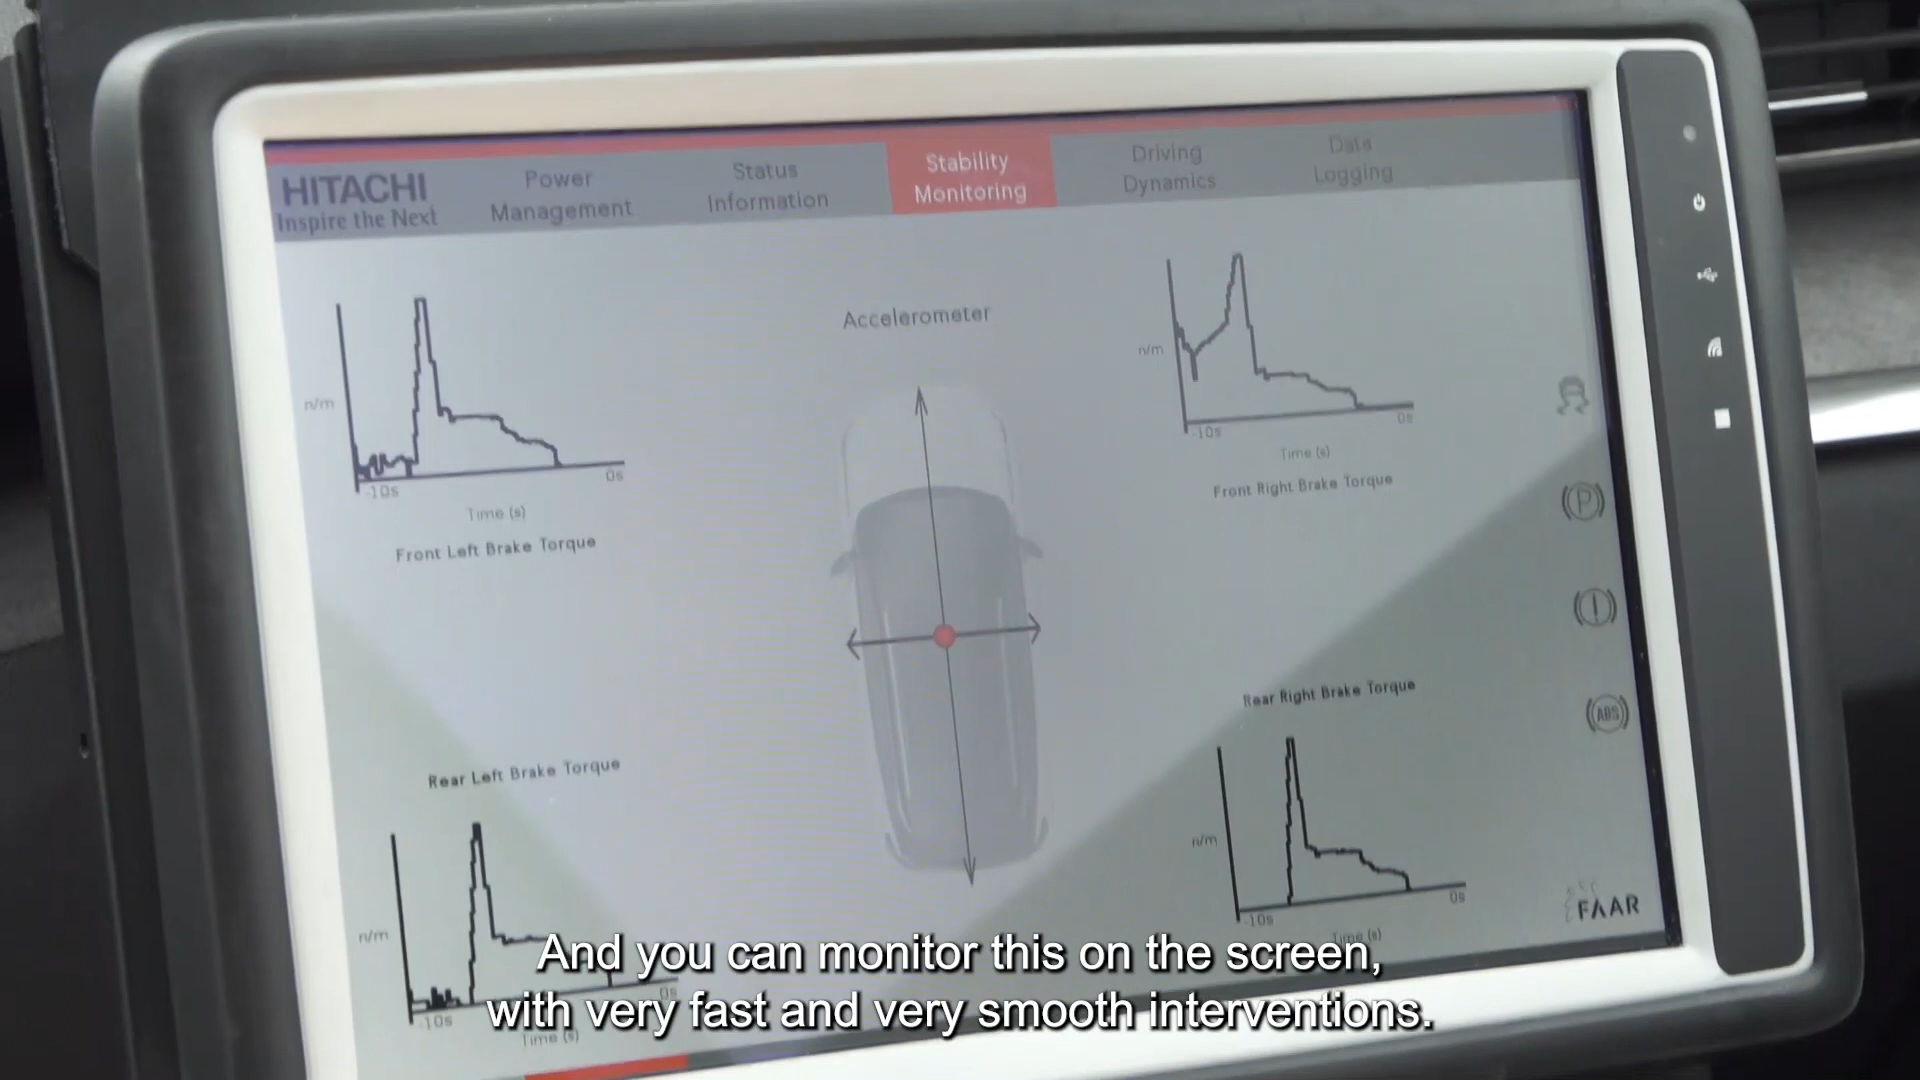 HITACHI
Inspire the Next
Power
Management
Status
Information
Stability
Monitoring
Driving
Dynamics
Data
Logging
n/m
-10s
0s
Time (s)
Front Left Brake Torque
Accelerometer
n/m
-10s
0s
Time (s)
Front Right Brake Torque
P
ABS
Rear Left Brake Torque
n/m
-10s
0s
Time (s)
Rear Right Brake Torque
n/m
-10s
0s
Time (s)
FAAR
And you can monitor this on the screen,
with very fast and very smooth interventions.